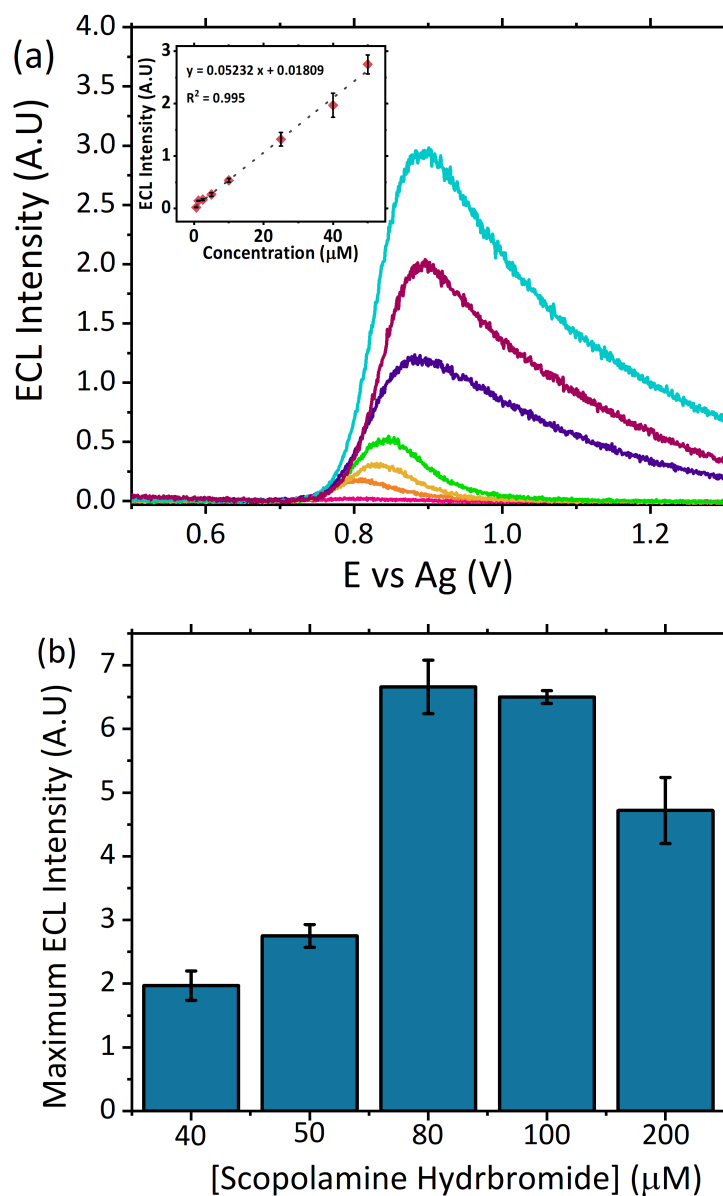 (a)
ECL Intensity (A.U)
4.0
3.5
3.0
2.5
2.0
1.5
1.0
0.5
0.0
0.6 0.8 1.0 1.2
E vs Ag (V)
ECL Intensity (A.U)
3
2
1
0
y = 0.05232 x + 0.01809
R² = 0.995
0 20 40
Concentration (μM)
(b)
Maximum ECL Intensity (A.U)
7
6
5
4
3
2
1
0
40 50 80 100 200
[Scopolamine Hydrbromide] (μM)